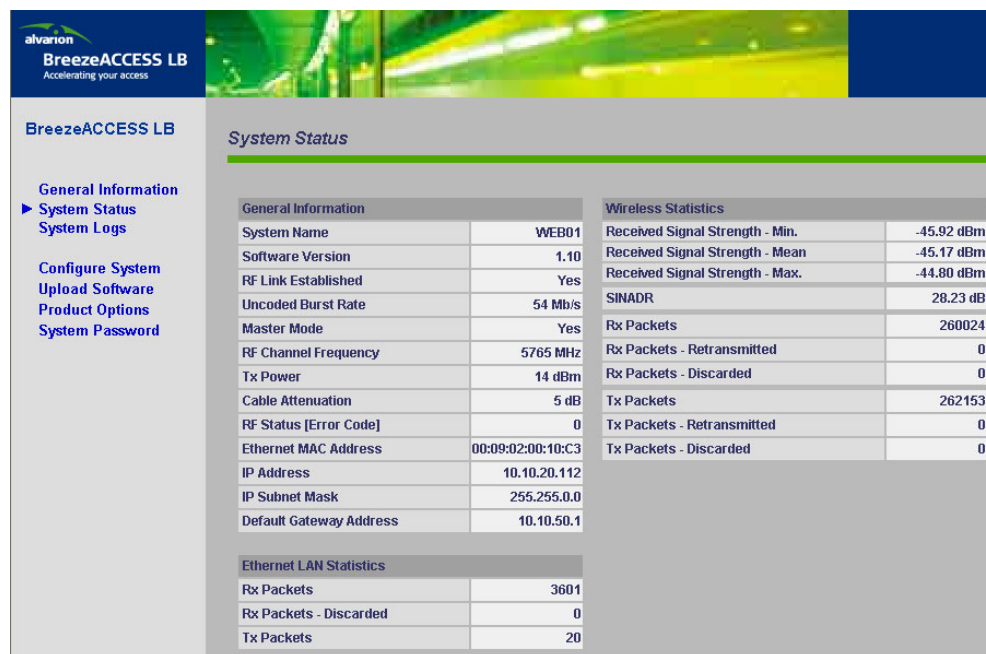 alvarion
BreezeACCESS LB
Accelerating your access
BreezeACCESS LB
General Information
System Status
System Logs
Configure System
Upload Software
Product Options
System Password
System Status
General Information
System Name WEB01
Software Version 1.10
RF Link Established Yes
Uncoded Burst Rate 54 Mb/s
Master Mode Yes
RF Channel Frequency 5765 MHz
Tx Power 14 dBm
Cable Attenuation 5 dB
RF Status [Error Code] 0
Ethernet MAC Address 00:09:02:00:10:C3
IP Address 10.10.20.112
IP Subnet Mask 255.255.0.0
Default Gateway Address 10.10.50.1
Ethernet LAN Statistics
Rx Packets 3601
Rx Packets - Discarded 0
Tx Packets 20
Wireless Statistics
Received Signal Strength - Min. -45.92 dBm
Received Signal Strength - Mean -45.17 dBm
Received Signal Strength - Max. -44.80 dBm
SINADR 28.23 dB
Rx Packets 260024
Rx Packets - Retransmitted 0
Rx Packets - Discarded 0
Tx Packets 262153
Tx Packets - Retransmitted 0
Tx Packets - Discarded 0